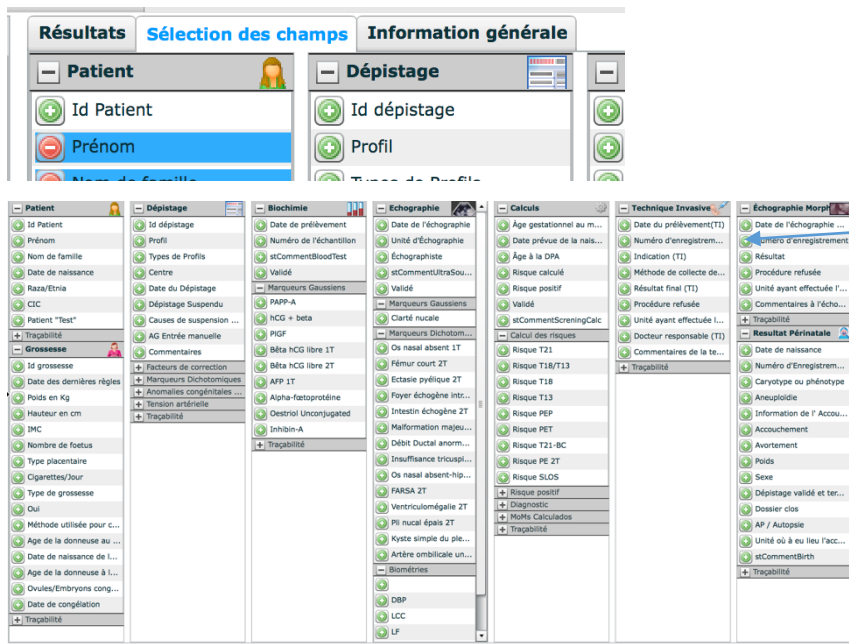 Résultats
Sélection des champs
Information générale
Patient
Id Patient
Prénom
Dépistage
Id dépistage
Profil
Types de Profils
Patient
Id Patient
Prénom
Nom de famille
Date de naissance
Raza/Etnia
CIC
Patient "Test"
Traçabilité
Grossesse
Id grossesse
Date des dernières règles
Poids en Kg
Hauteur en cm
IMC
Nombre de foetus
Type placentaire
Cigarettes/Jour
Type de grossesse
Oui
Méthode utilisée pour c...
Age de la donneuse au ...
Date de naissance de l...
Age de la donneuse à l...
Ovules/Embryons cong...
Date de congélation
Traçabilité
Dépistage
Id dépistage
Profil
Types de Profils
Centre
Date du Dépistage
Dépistage Suspendu
Causes de suspension ...
AG Entrée manuelle
Commentaires
Facteurs de correction
Marqueurs Dichotomiques
Anomalies congénitales ...
Tension artérielle
Traçabilité
Biochimie
Date de prélèvement
Numéro de l'échantillon
stCommentBloodTest
Validé
Marqueurs Gaussiens
PAPP-A
hCG + beta
PlGF
Bêta hCG libre 1T
Bêta hCG libre 2T
AFP 1T
Alpha-fœtoprotéine
Oestriol Unconjugated
Inhibin-A
Traçabilité
Echographie
Date de l'échographie
Unité d'Échographie
Échographiste
stCommentUltraSou...
Validé
Marqueurs Gaussiens
Clarté nucale
Marqueurs Dichotom...
Os nasal absent 1T
Fémur court 2T
Ectasie pyélique 2T
Foyer échogène intr...
Intestin échogène 2T
Malformation majeu...
Débit Ductal anorm...
Insuffisance tricuspi...
Os nasal absent-hip...
FARSA 2T
Ventriculomégalie 2T
Pli nucal épais 2T
Kyste simple du ple...
Artère ombilicale un...
Biométries
DBP
LCC
LF
Calculs
Âge gestationnel au m...
Date prévue de la nais...
Âge à la DPA
Risque calculé
Risque positif
Validé
stCommentScreningCalc
Calcul des risques
Risque T21
Risque T18/T13
Risque T18
Risque T13
Risque PEP
Risque PET
Risque T21-BC
Risque PE 2T
Risque SLOS
Risque positif
Diagnostic
MoMs Calculados
Traçabilité
Technique Invasive
Date du prélèvement(TI)
Numéro d'enregistrem...
Indication (TI)
Méthode de collecte de...
Résultat final (TI)
Procédure refusée
Unité ayant effectuée l...
Docteur responsable (TI)
Commentaires de la te...
Traçabilité
Échographie Morph
Date de l'échographie ...
Numéro d'enregistrement
Résultat
Procédure refusée
Unité ayant effectuée l'...
Commentaires à l'écho...
Traçabilité
Resultat Périnatale
Date de naissance
Numéro d'Enregistrem...
Caryotype ou phénotype
Aneuploïdie
Information de l' Accou...
Accouchement
Avortement
Poids
Sexe
Dépistage validé et ter...
Dossier clos
AP / Autopsie
Unité où à eu lieu l'acc...
stCommentBirth
Traçabilité